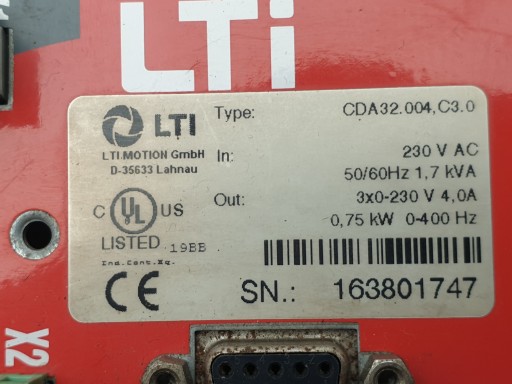 LTi
LTI
Type: CDA32.004,C3.0
LTI MOTION GmbH
D-35633 Lahnau
In: 230 V AC
50/60Hz 1,7 kVA
Out: 3x0-230 V 4,0A
0,75 kW 0-400 Hz
C UL US
LISTED 19BB
Ind.Cont.Eq.
CE
SN.: 163801747
X2